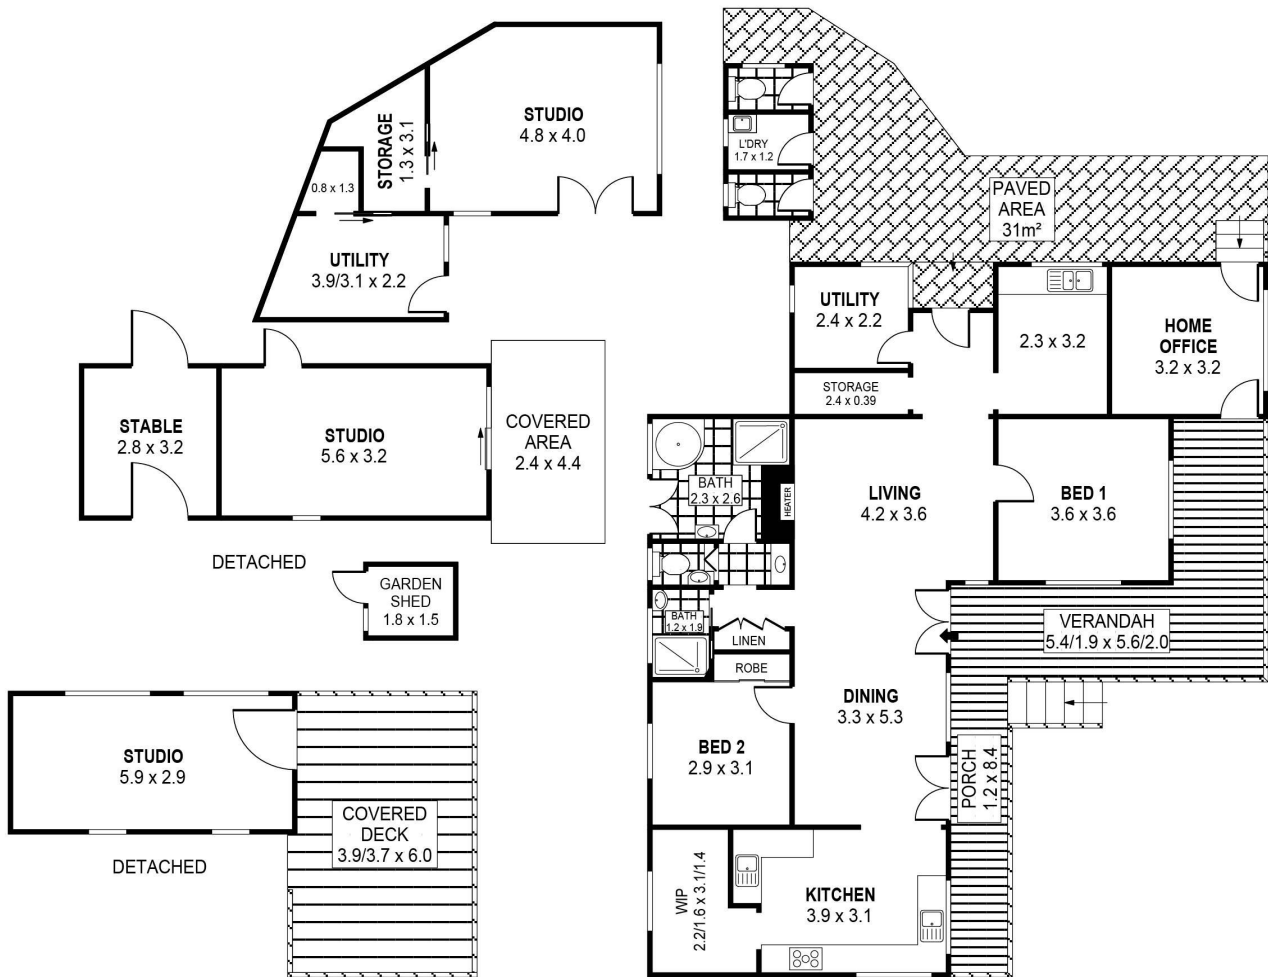 STUDIO
4.8 x 4.0
STORAGE
1.3 x 3.1
0.8 x 1.3
UTILITY
3.9/3.1 x 2.2
L'DRY
1.7 x 1.2
PAVED
AREA
31m²
UTILITY
2.4 x 2.2
STORAGE
2.4 x 0.39
2.3 x 3.2
HOME
OFFICE
3.2 x 3.2
STABLE
2.8 x 3.2
STUDIO
5.6 x 3.2
COVERED
AREA
2.4 x 4.4
DETACHED
GARDEN
SHED
1.8 x 1.5
BATH
2.3 x 2.6
HEATER
LIVING
4.2 x 3.6
BED 1
3.6 x 3.6
BATH
1.2 x 1.9
LINEN
ROBE
VERANDAH
5.4/1.9 x 5.6/2.0
DINING
3.3 x 5.3
BED 2
2.9 x 3.1
PORCH
1.2 x 8.4
STUDIO
5.9 x 2.9
COVERED
DECK
3.9/3.7 x 6.0
DETACHED
WIP
2.2/1.6 x 3.1/1.4
KITCHEN
3.9 x 3.1